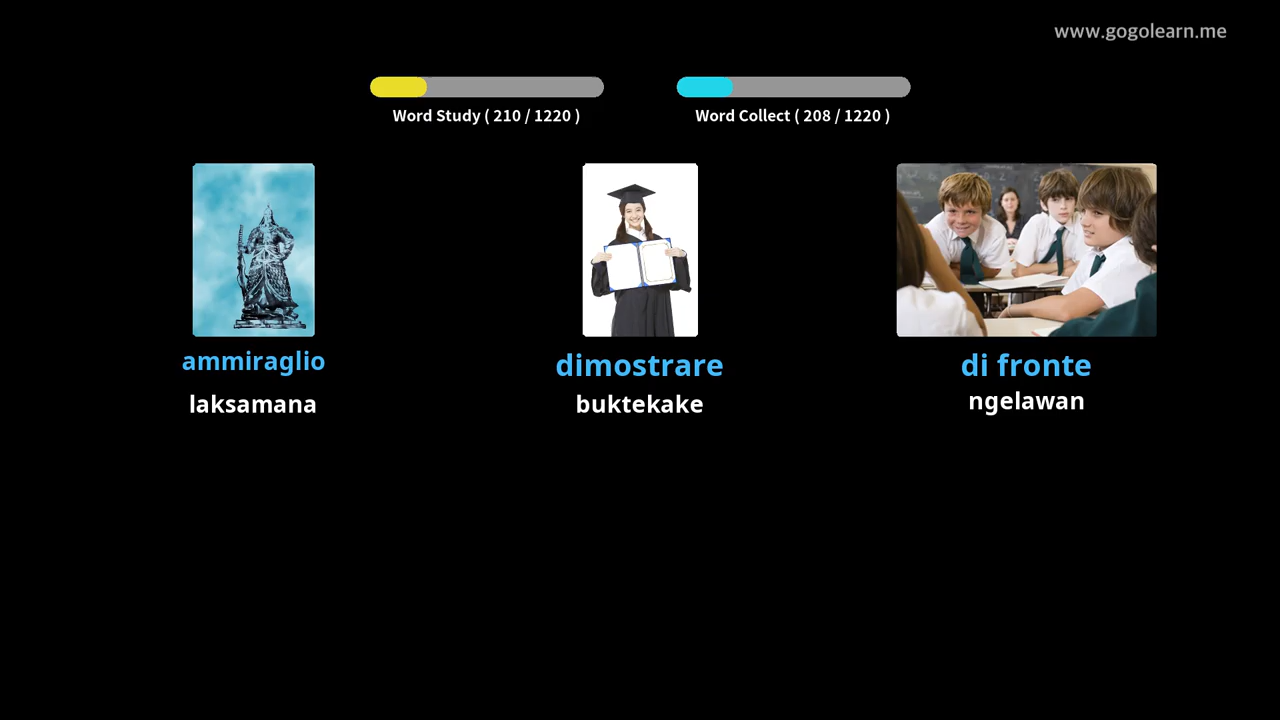 www.gogolearn.me
Word Study ( 210 / 1220 )
Word Collect ( 208 / 1220 )
ammiraglio
laksamana
dimostrare
buktekake
di fronte
ngelawan